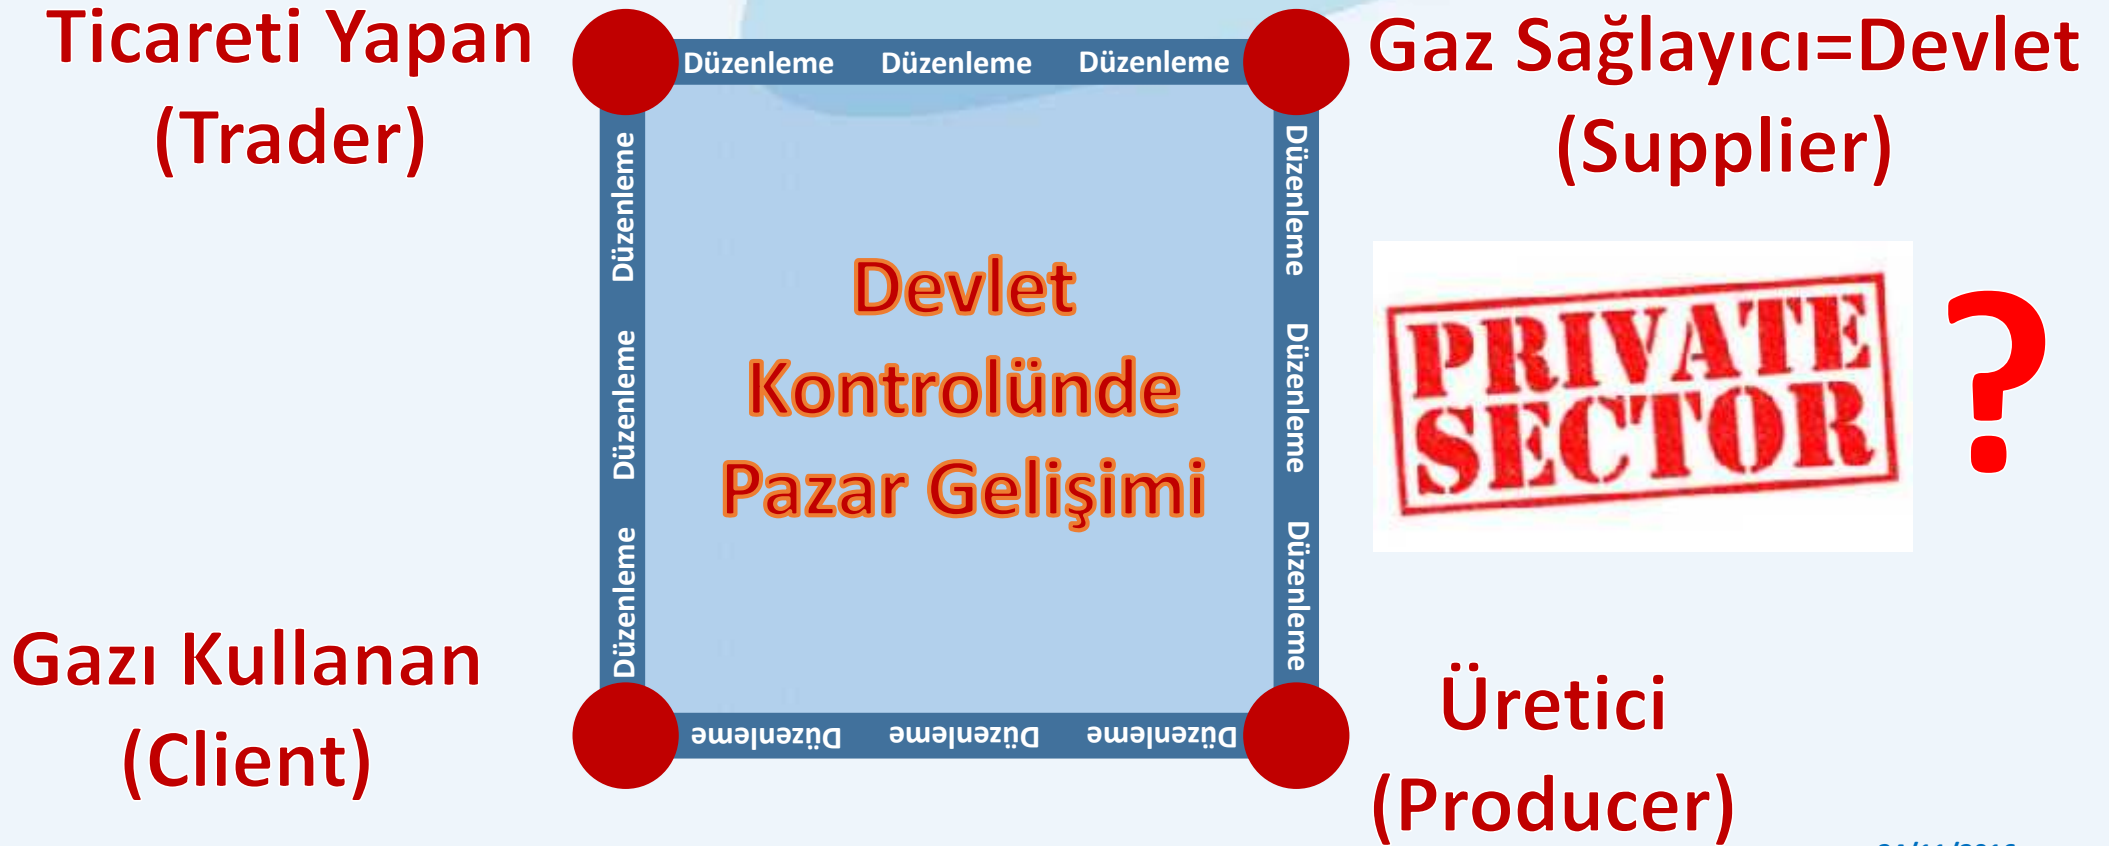 Ticareti Yapan
(Trader)
Düzenleme Düzenleme Düzenleme
Gaz Sağlayıcı=Devlet
(Supplier)
Düzenleme Düzenleme Düzenleme
Düzenleme Düzenleme Düzenleme
Devlet
Kontrolünde
Pazar Gelişimi
PRIVATE
SECTOR
?
Gazı Kullanan
(Client)
Düzenleme Düzenleme Düzenleme
Üretici
(Producer)